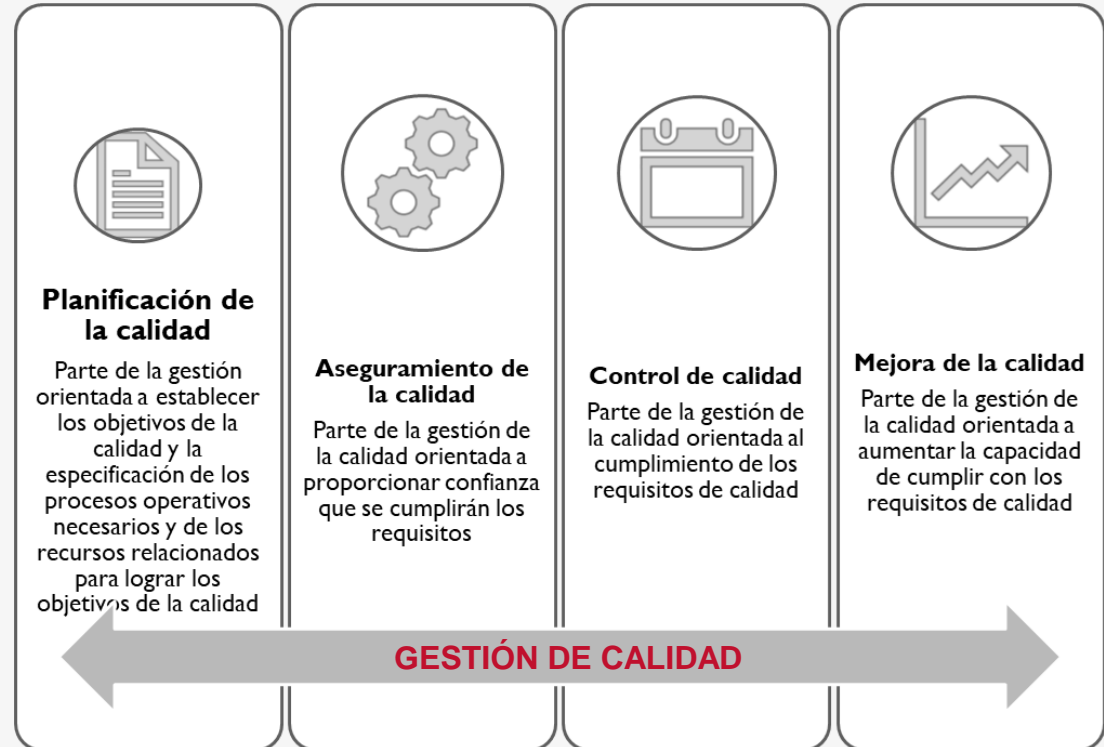 Planificación de
la calidad
Parte de la gestión
orientada a establecer
los objetivos de la
calidad y la
especificación de los
procesos operativos
necesarios y de los
recursos relacionados
para lograr los
objetivos de la calidad
Aseguramiento de
la calidad
Parte de la gestión de
la calidad orientada a
proporcionar confianza
que se cumplirán los
requisitos
Control de calidad
Parte de la gestión de
la calidad orientada al
cumplimiento de los
requisitos de calidad
Mejora de la calidad
Parte de la gestión de
la calidad orientada a
aumentar la capacidad
de cumplir con los
requisitos de calidad
GESTIÓN DE CALIDAD